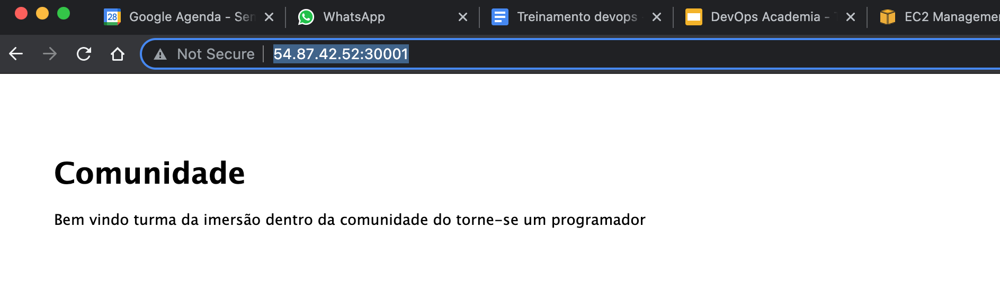 28 Google Agenda - Sen
WhatsApp
Treinamento devops
DevOps Academia -
EC2 Manageme
Not Secure | 54.87.42.52:30001
Comunidade
Bem vindo turma da imersão dentro da comunidade do torne-se um programador